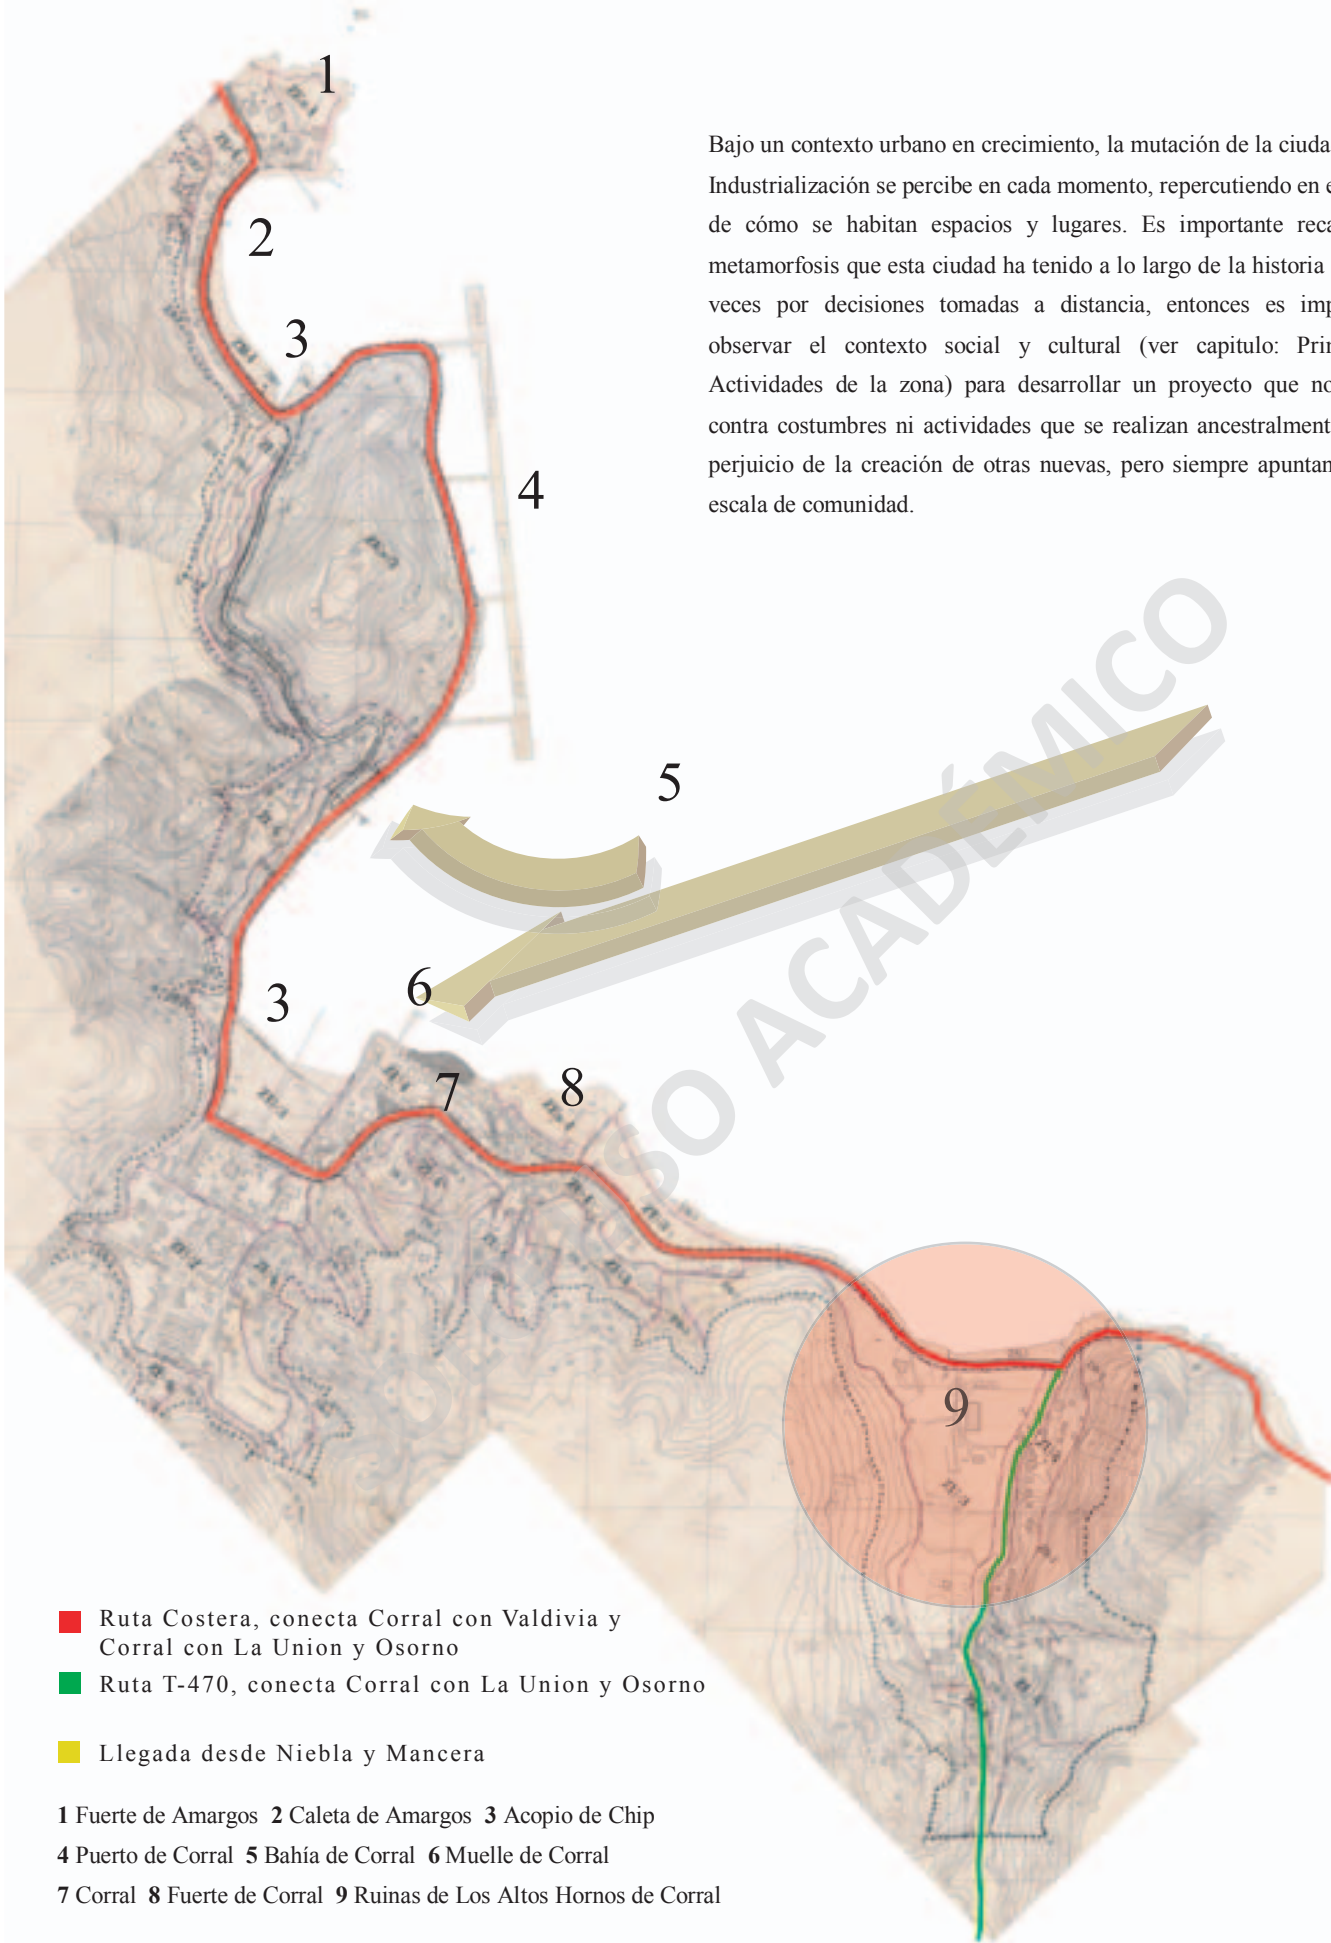 1
Bajo un contexto urbano en crecimiento, la mutación de la ciuda
Industrialización se percibe en cada momento, repercutiendo en e
de cómo se habitan espacios y lugares. Es importante reca
metamorfosis que esta ciudad ha tenido a lo largo de la historia
veces por decisiones tomadas a distancia, entonces es imp
observar el contexto social y cultural (ver capitulo: Prin
Actividades de la zona) para desarrollar un proyecto que no
contra costumbres ni actividades que se realizan ancestralment
perjuicio de la creación de otras nuevas, pero siempre apuntan
escala de comunidad.
2
3
4
5
3
6
7
8
9
SO ACADÉMICO
Ruta Costera, conecta Corral con Valdivia y
Corral con La Union y Osorno
Ruta T-470, conecta Corral con La Union y Osorno
Llegada desde Niebla y Mancera
1 Fuerte de Amargos 2 Caleta de Amargos 3 Acopio de Chip
4 Puerto de Corral 5 Bahía de Corral 6 Muelle de Corral
7 Corral 8 Fuerte de Corral 9 Ruinas de Los Altos Hornos de Corral